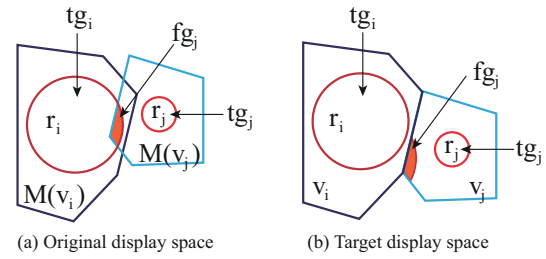 tg_i
fg_j
r_i
r_j
tg_j
M(v_j)
M(v_i)
(a) Original display space
tg_i
fg_j
r_i
r_j
tg_j
v_i
v_j
(b) Target display space